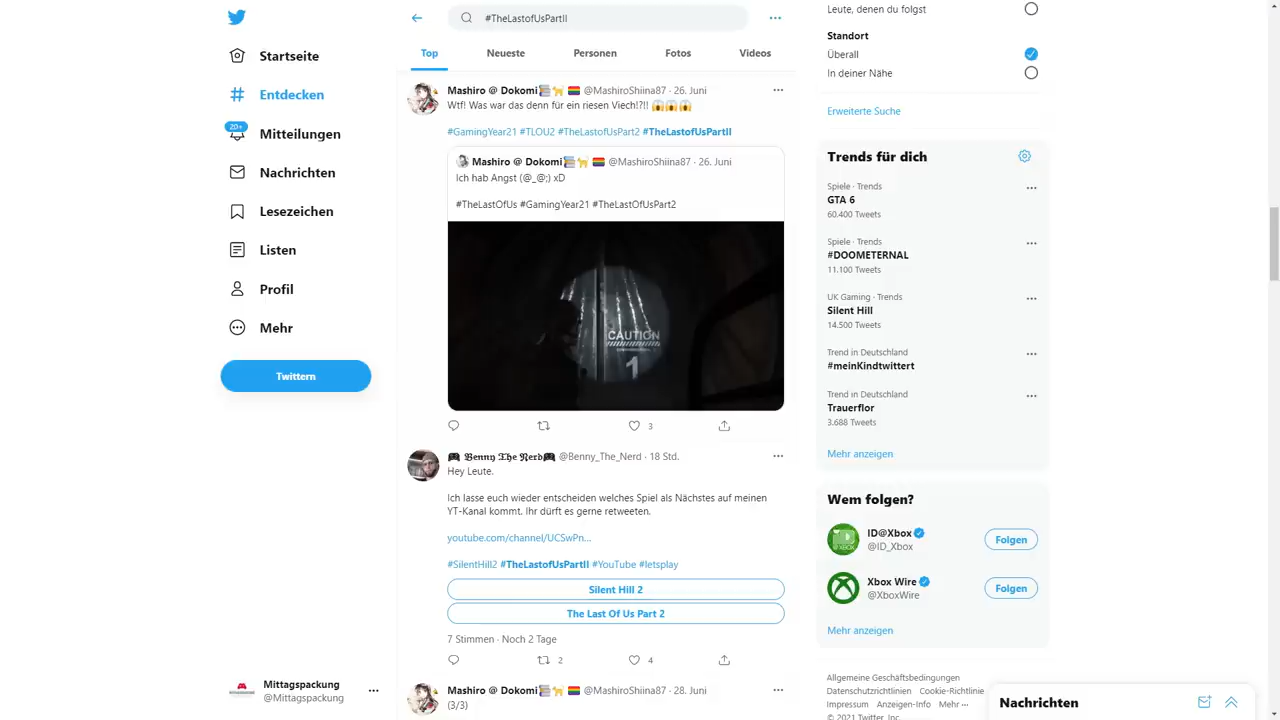 Startseite
Entdecken
20+
Mitteilungen
Nachrichten
Lesezeichen
Listen
Profil
Mehr
Twittern
Mittagspackung
@Mittagspackung
#TheLastofUsPartII
Top
Neueste
Personen
Fotos
Videos
Mashiro @ Dokomi📚🐈 🏳️‍🌈 @MashiroShiina87 · 26. Juni
Wtf! Was war das denn für ein riesen Viech!?!! 😱😱😱
#GamingYear21 #TLOU2 #TheLastofUsPart2 #TheLastofUsPartII
Mashiro @ Dokomi📚🐈 🏳️‍🌈 @MashiroShiina87 · 26. Juni
Ich hab Angst (@_@;) xD
#TheLastOfUs #GamingYear21 #TheLastOfUsPart2
CAUTION
1
3
🎮 𝕭𝖊𝖓𝖓𝖞 𝕿𝖍𝖊 𝕹𝖊𝖗𝖉🎮 @Benny_The_Nerd · 18 Std.
Hey Leute.
Ich lasse euch wieder entscheiden welches Spiel als Nächstes auf meinen
YT-Kanal kommt. Ihr dürft es gerne retweeten.
youtube.com/channel/UCSwPn...
#SilentHill2 #TheLastofUsPartII #YouTube #letsplay
Silent Hill 2
The Last Of Us Part 2
7 Stimmen · Noch 2 Tage
2
4
Mashiro @ Dokomi📚🐈 🏳️‍🌈 @MashiroShiina87 · 28. Juni
(3/3)
Leute, denen du folgst
Standort
Überall
In deiner Nähe
Erweiterte Suche
Trends für dich
Spiele · Trends
GTA 6
60.400 Tweets
Spiele · Trends
#DOOMETERNAL
11.100 Tweets
UK Gaming · Trends
Silent Hill
14.500 Tweets
Trend in Deutschland
#meinKindtwittert
Trend in Deutschland
Trauerflor
3.688 Tweets
Mehr anzeigen
Wem folgen?
ID@Xbox
@ID_Xbox
Folgen
Xbox Wire
@XboxWire
Folgen
Mehr anzeigen
Allgemeine Geschäftsbedingungen
Datenschutzrichtlinien Cookie-Richtlinie
Impressum Anzeigen-Info Mehr ···
© 2021 Twitter, Inc.
Nachrichten